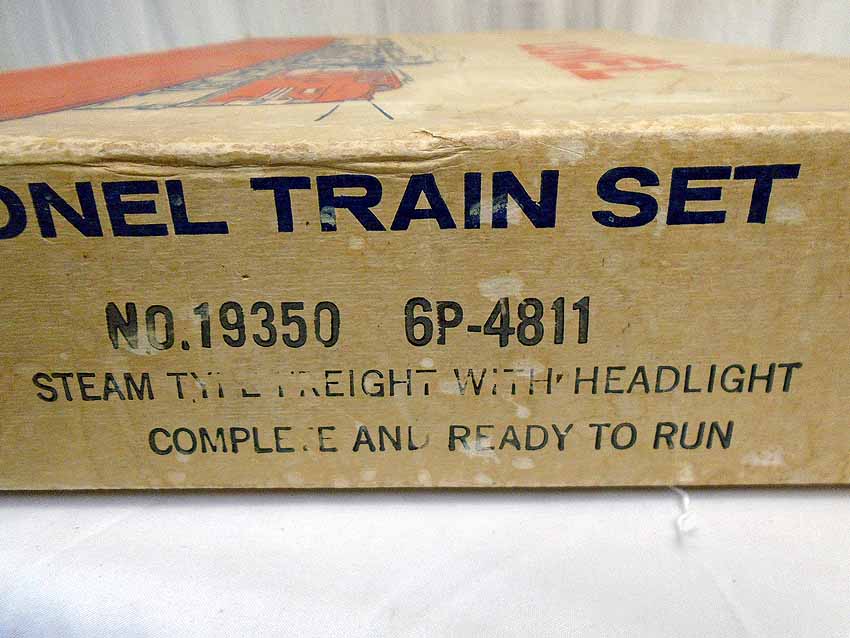 ONEL TRAIN SET
NO.19350 6P-4811
STEAM TYPE FREIGHT WITH HEADLIGHT
COMPLETE AND READY TO RUN